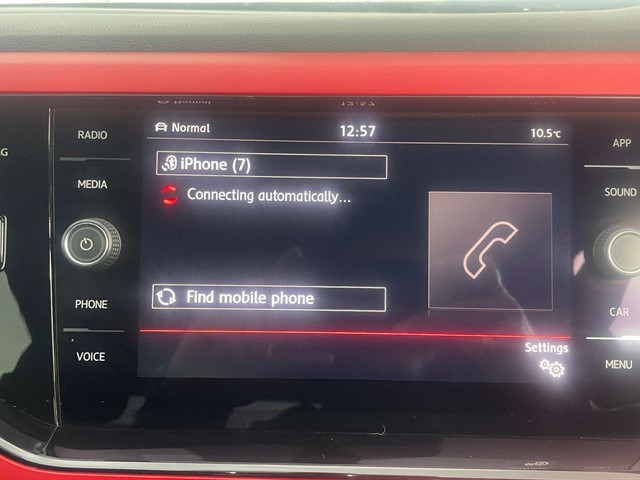 RADIO
MEDIA
PHONE
VOICE
Normal
12:57
10.5°C
iPhone (7)
Connecting automatically...
Find mobile phone
Settings
APP
SOUND
CAR
MENU